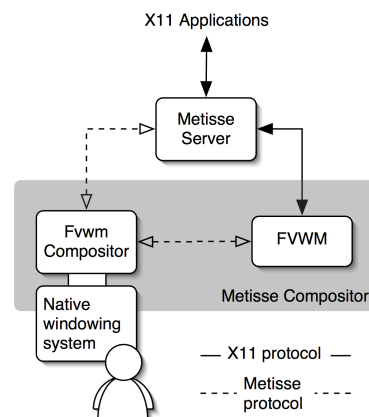 X11 Applications
Metisse
Server
Fvwm
Compositor
FVWM
Metisse Compositor
Native
windowing
system
X11 protocol
Metisse
protocol